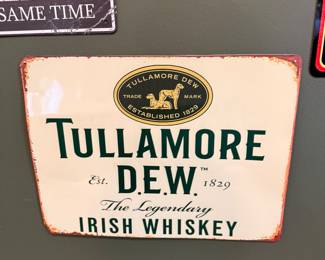 SAME TIME
TULLAMORE DEW
TRADE MARK
ESTABLISHED 1829
TULLAMORE
Est. D.E.W.™ 1829
The Legendary
IRISH WHISKEY